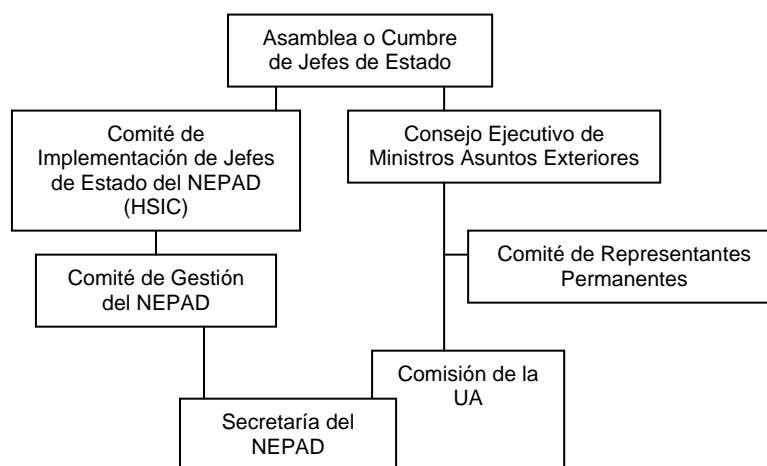 Asamblea o Cumbre
de Jefes de Estado
Comité de
Implementación de Jefes
de Estado del NEPAD
(HSIC)
Consejo Ejecutivo de
Ministros Asuntos Exteriores
Comité de Representantes
Permanentes
Comité de Gestión
del NEPAD
Comisión de la
UA
Secretaría del
NEPAD